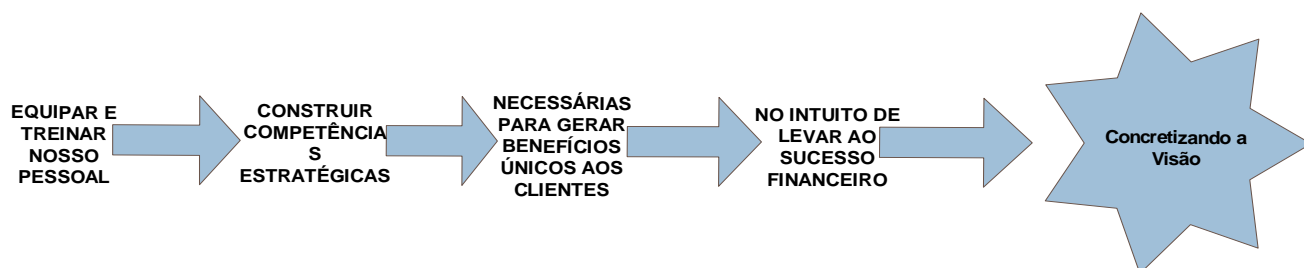 EQUIPAR E
TREINAR
NOSSO
PESSOAL
CONSTRUIR
COMPETÊNCIA
S
ESTRATÉGICAS
NECESSÁRIAS
PARA GERAR
BENEFÍCIOS
ÚNICOS AOS
CLIENTES
NO INTUITO DE
LEVAR AO
SUCESSO
FINANCEIRO
Concretizando a
Visão